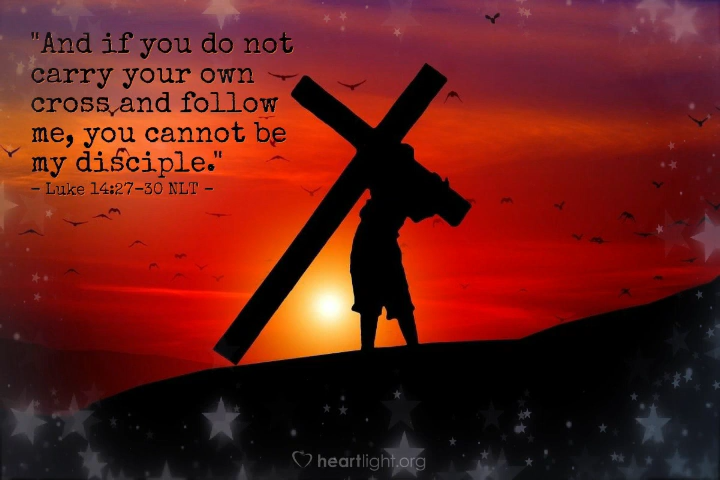 "And if you do not
carry your own
cross and follow
me, you cannot be
my disciple."
- Luke 14:27-30 NLT -
heartlight.org